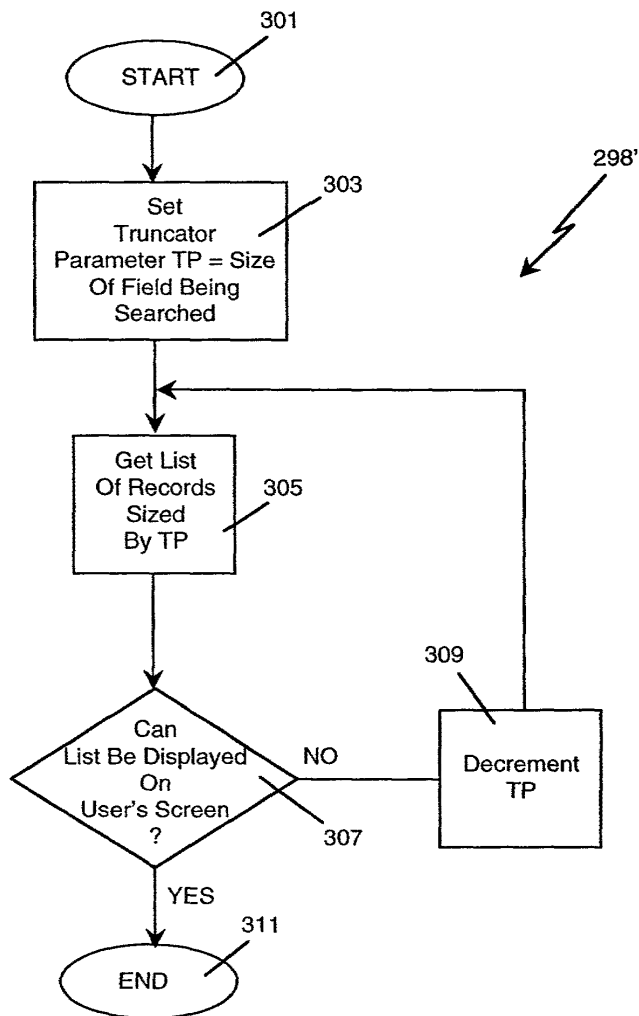 301
START
298'
303
Set
Truncator
Parameter TP = Size
Of Field Being
Searched
Get List
Of Records
Sized
By TP
305
309
Decrement
TP
Can
List Be Displayed
On
User's Screen
?
NO
307
YES
311
END